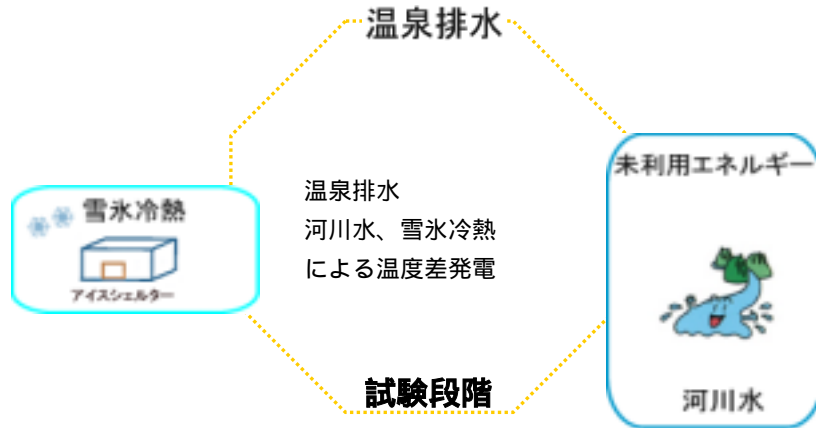 温泉排水
未利用エネルギー
雪氷冷熱
アイスシェルター
温泉排水
河川水、雪氷冷熱
による温度差発電
河川水
試験段階